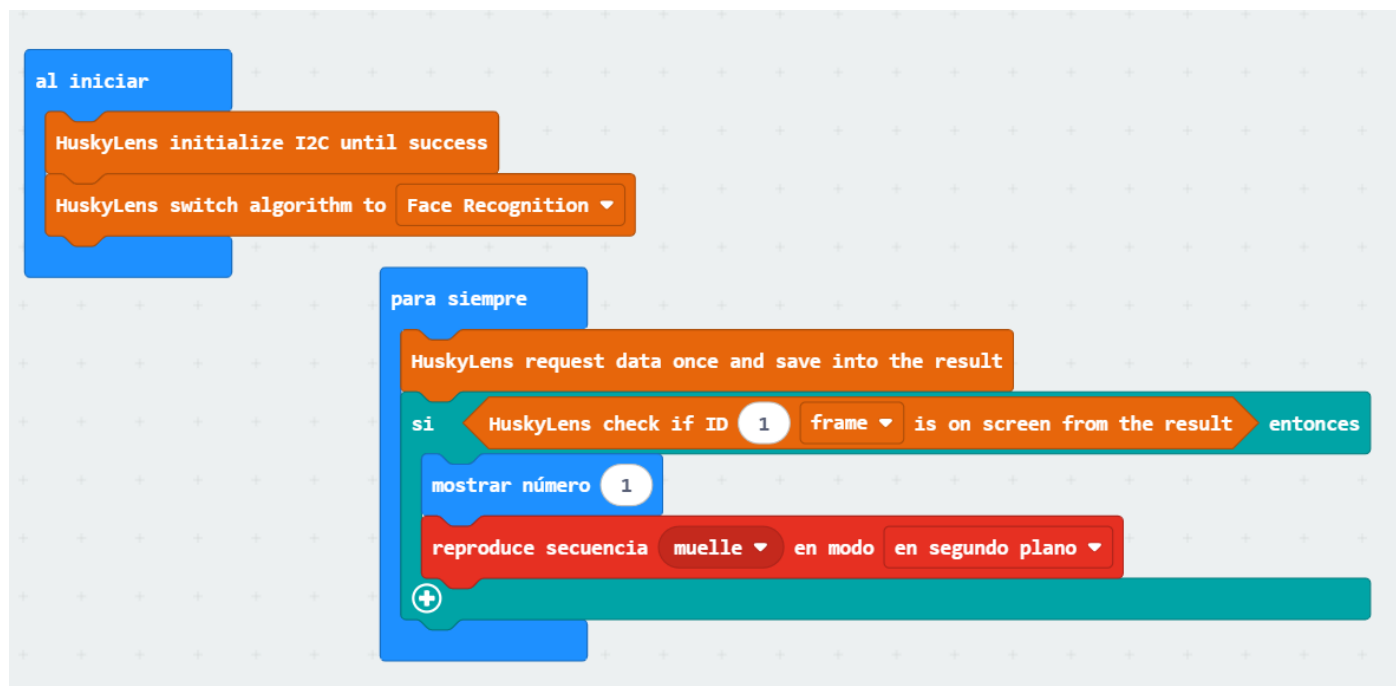 al iniciar
HuskyLens initialize I2C until success
HuskyLens switch algorithm to Face Recognition
para siempre
HuskyLens request data once and save into the result
si HuskyLens check if ID 1 frame is on screen from the result entonces
mostrar número 1
reproduce secuencia muelle en modo en segundo plano